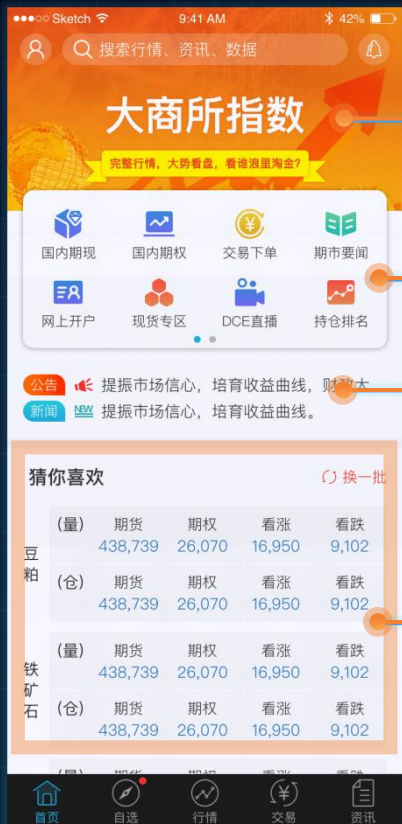 Sketch 9:41 AM 42%
搜索行情、资讯、数据
大商所指数
完整行情，大势看盘，看谁浪里淘金？
国内期现 国内期权 交易下单 期市要闻
网上开户 现货专区 DCE直播 持仓排名
公告 提振市场信心，培育收益曲线，
新闻 NEW 提振市场信心，培育收益曲线。
猜你喜欢 换一批
豆粕
(量) 期货 期权 看涨 看跌
438,739 26,070 16,950 9,102
(仓) 期货 期权 看涨 看跌
438,739 26,070 16,950 9,102
铁矿石
(量) 期货 期权 看涨 看跌
438,739 26,070 16,950 9,102
(仓) 期货 期权 看涨 看跌
438,739 26,070 16,950 9,102
首页 自选 行情 交易 资讯